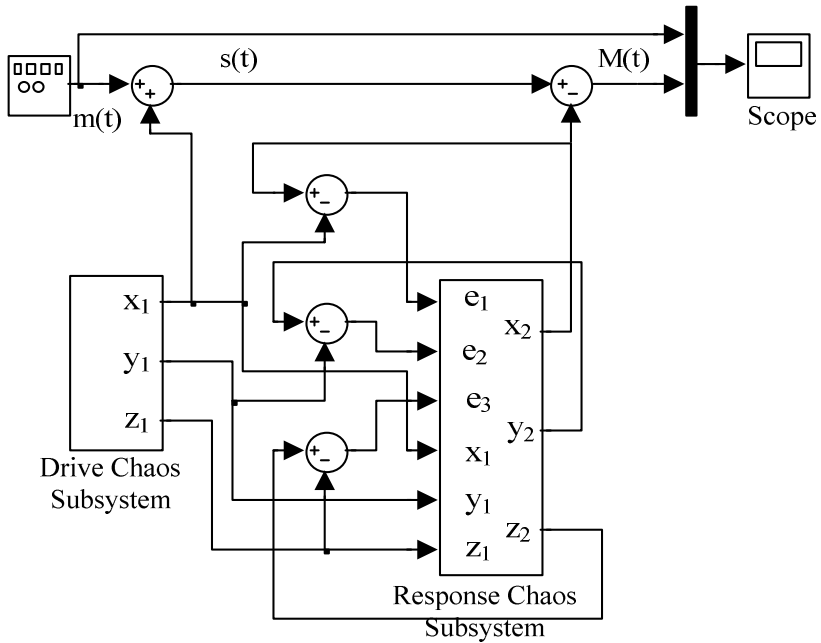 s(t)
M(t)
+
+
+
−
m(t)
Scope
+
−
x₁
y₁
z₁
Drive Chaos
Subsystem
+
−
+
−
e₁
e₂
e₃
x₁
y₁
z₁
x₂
y₂
z₂
Response Chaos
Subsystem